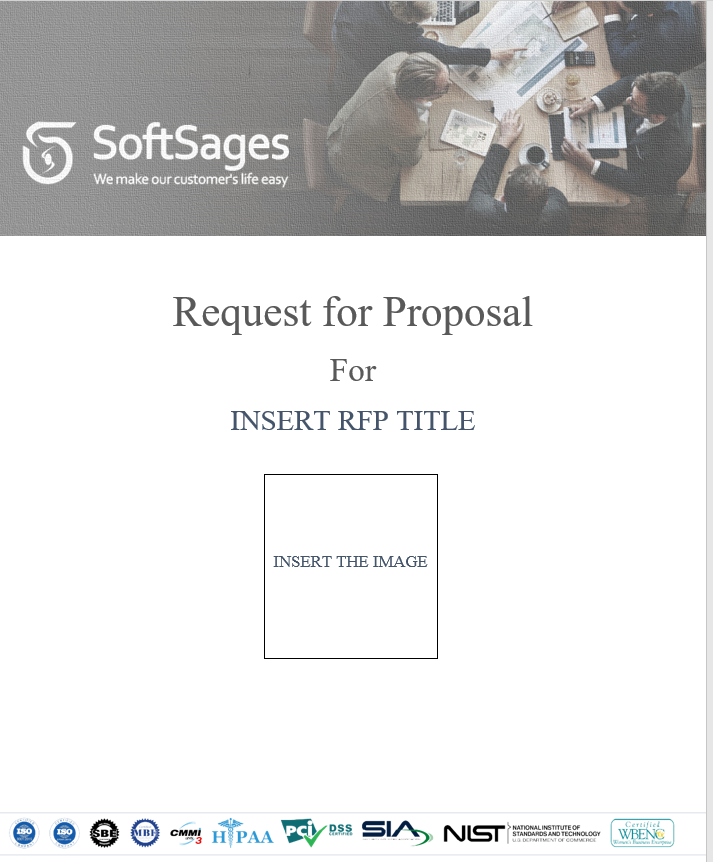 SoftSages
We make our customer's life easy
Request for Proposal
For
INSERT RFP TITLE
INSERT THE IMAGE
ISO
ISO
SBE
MBE
CMMI
3
HIPAA
PCI DSS
CERTIFIED
SIA
NIST
NATIONAL INSTITUTE OF
STANDARDS AND TECHNOLOGY
U.S. DEPARTMENT OF COMMERCE
Certified
WBENC
Women's Business Enterprise